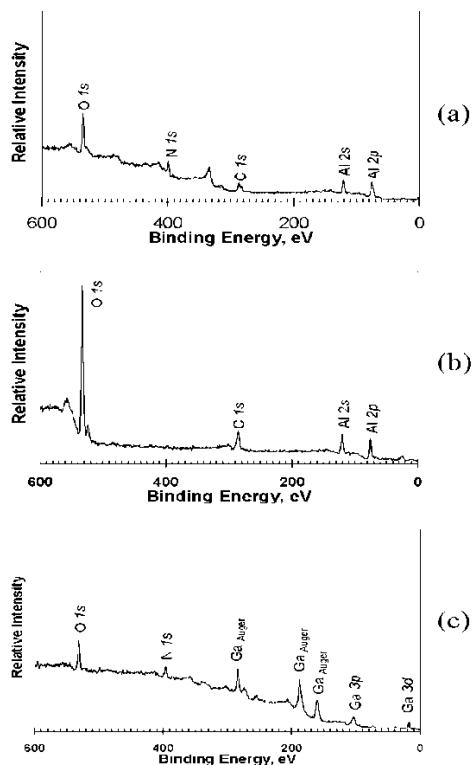 Relative Intensity
O 1s
N 1s
C 1s
Al 2s
Al 2p
(a)
600 400 200 0
Binding Energy, eV
Relative Intensity
O 1s
C 1s
Al 2s
Al 2p
(b)
600 400 200 0
Binding Energy, eV
Relative Intensity
O 1s
N 1s
Ga Auger
Ga Auger
Ga Auger
Ga 3p
Ga 3d
(c)
600 400 200 0
Binding Energy, eV